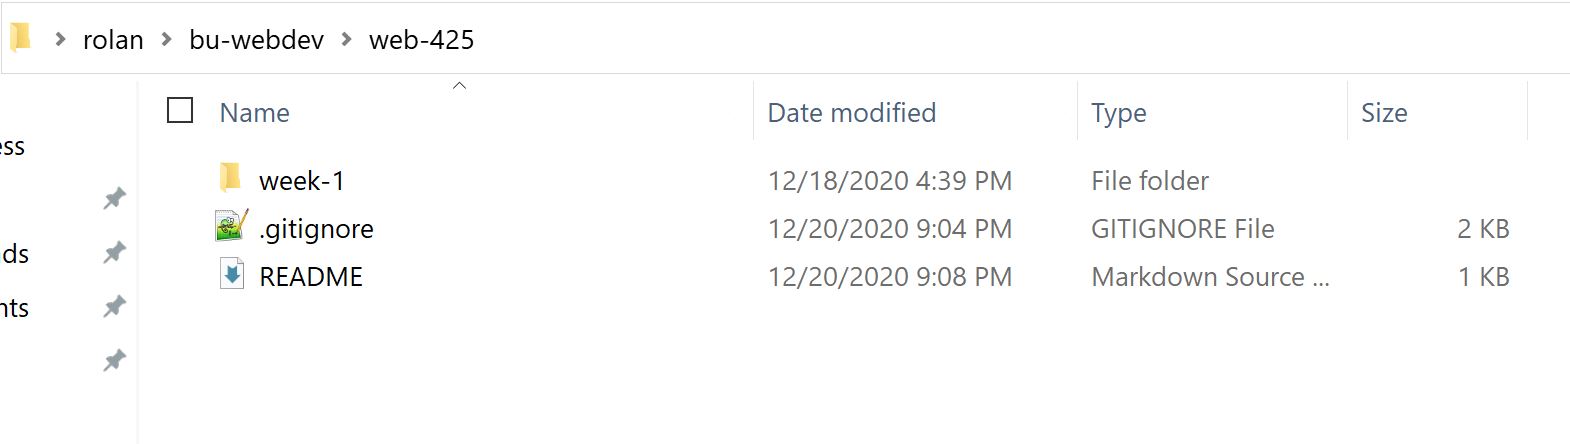 rolan > bu-webdev > web-425
Name Date modified Type Size
ess
week-1 12/18/2020 4:39 PM File folder
.gitignore 12/20/2020 9:04 PM GITIGNORE File 2 KB
nds
README 12/20/2020 9:08 PM Markdown Source ... 1 KB
nts